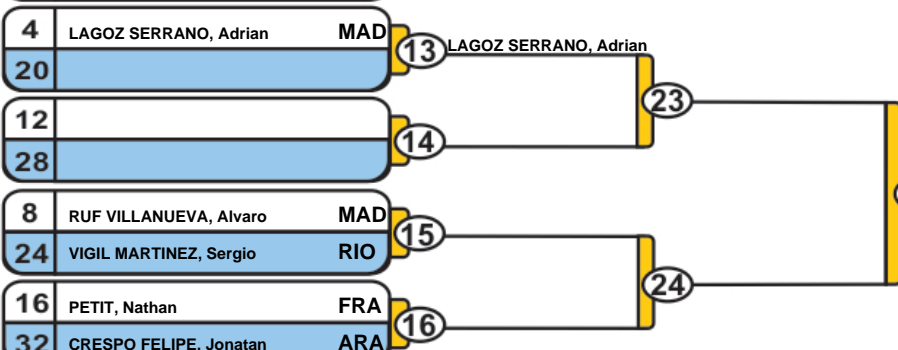 4 LAGOZ SERRANO, Adrian MAD
13 LAGOZ SERRANO, Adrian
20
23
12
14
28
8 RUF VILLANUEVA, Alvaro MAD
15
24 VIGIL MARTINEZ, Sergio RIO
24
16 PETIT, Nathan FRA
16
32 CRESPO FELIPE, Jonatan ARA